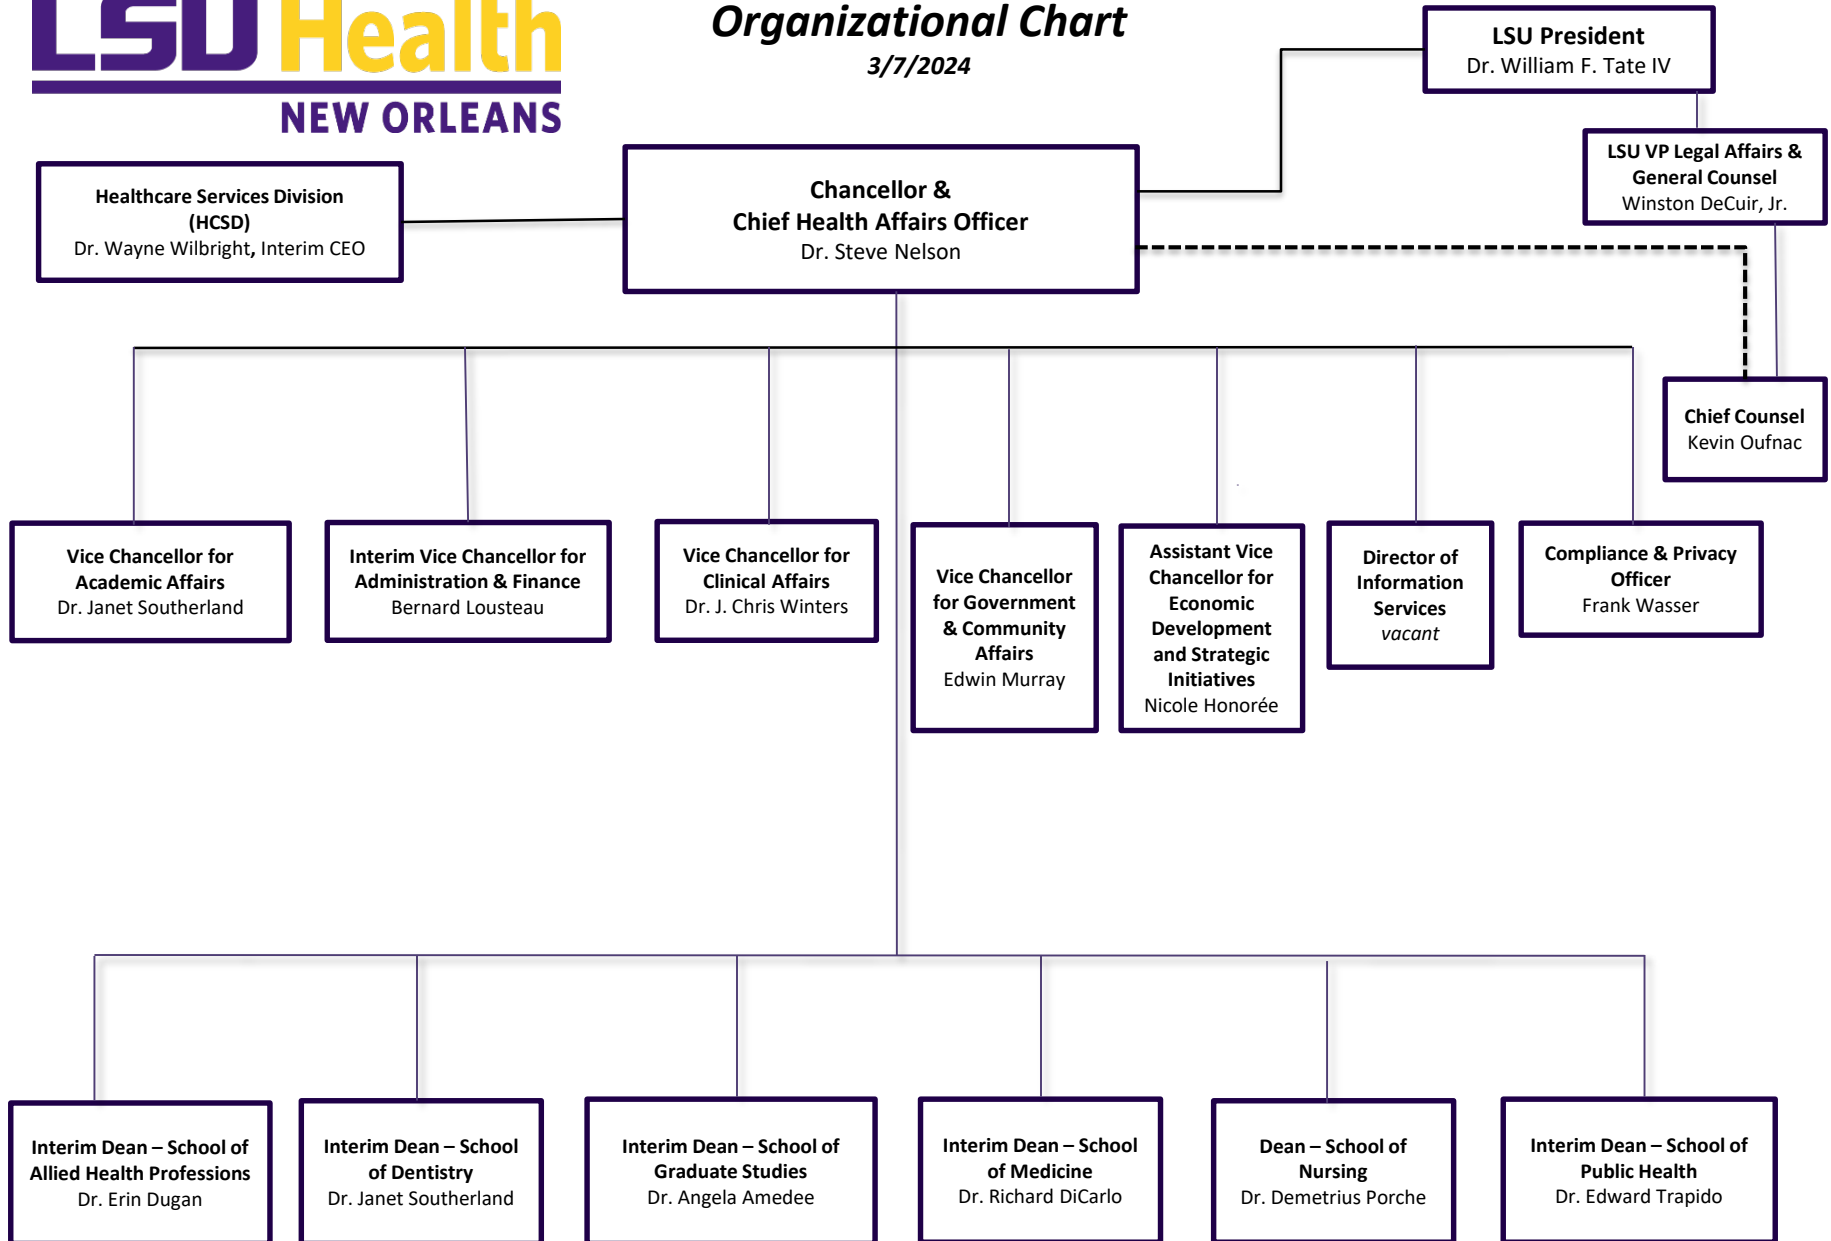 LSU Health
NEW ORLEANS
Organizational Chart
3/7/2024
LSU President
Dr. William F. Tate IV
LSU VP Legal Affairs &
General Counsel
Winston DeCuir, Jr.
Healthcare Services Division
(HCSD)
Dr. Wayne Wilbright, Interim CEO
Chancellor &
Chief Health Affairs Officer
Dr. Steve Nelson
Chief Counsel
Kevin Oufnac
Vice Chancellor for
Academic Affairs
Dr. Janet Southerland
Interim Vice Chancellor for
Administration & Finance
Bernard Lousteau
Vice Chancellor for
Clinical Affairs
Dr. J. Chris Winters
Vice Chancellor
for Government
& Community
Affairs
Edwin Murray
Assistant Vice
Chancellor for
Economic
Development
and Strategic
Initiatives
Nicole Honorée
Director of
Information
Services
vacant
Compliance & Privacy
Officer
Frank Wasser
Interim Dean – School of
Allied Health Professions
Dr. Erin Dugan
Interim Dean – School
of Dentistry
Dr. Janet Southerland
Interim Dean – School of
Graduate Studies
Dr. Angela Amedee
Interim Dean – School
of Medicine
Dr. Richard DiCarlo
Dean – School of
Nursing
Dr. Demetrius Porche
Interim Dean – School of
Public Health
Dr. Edward Trapido